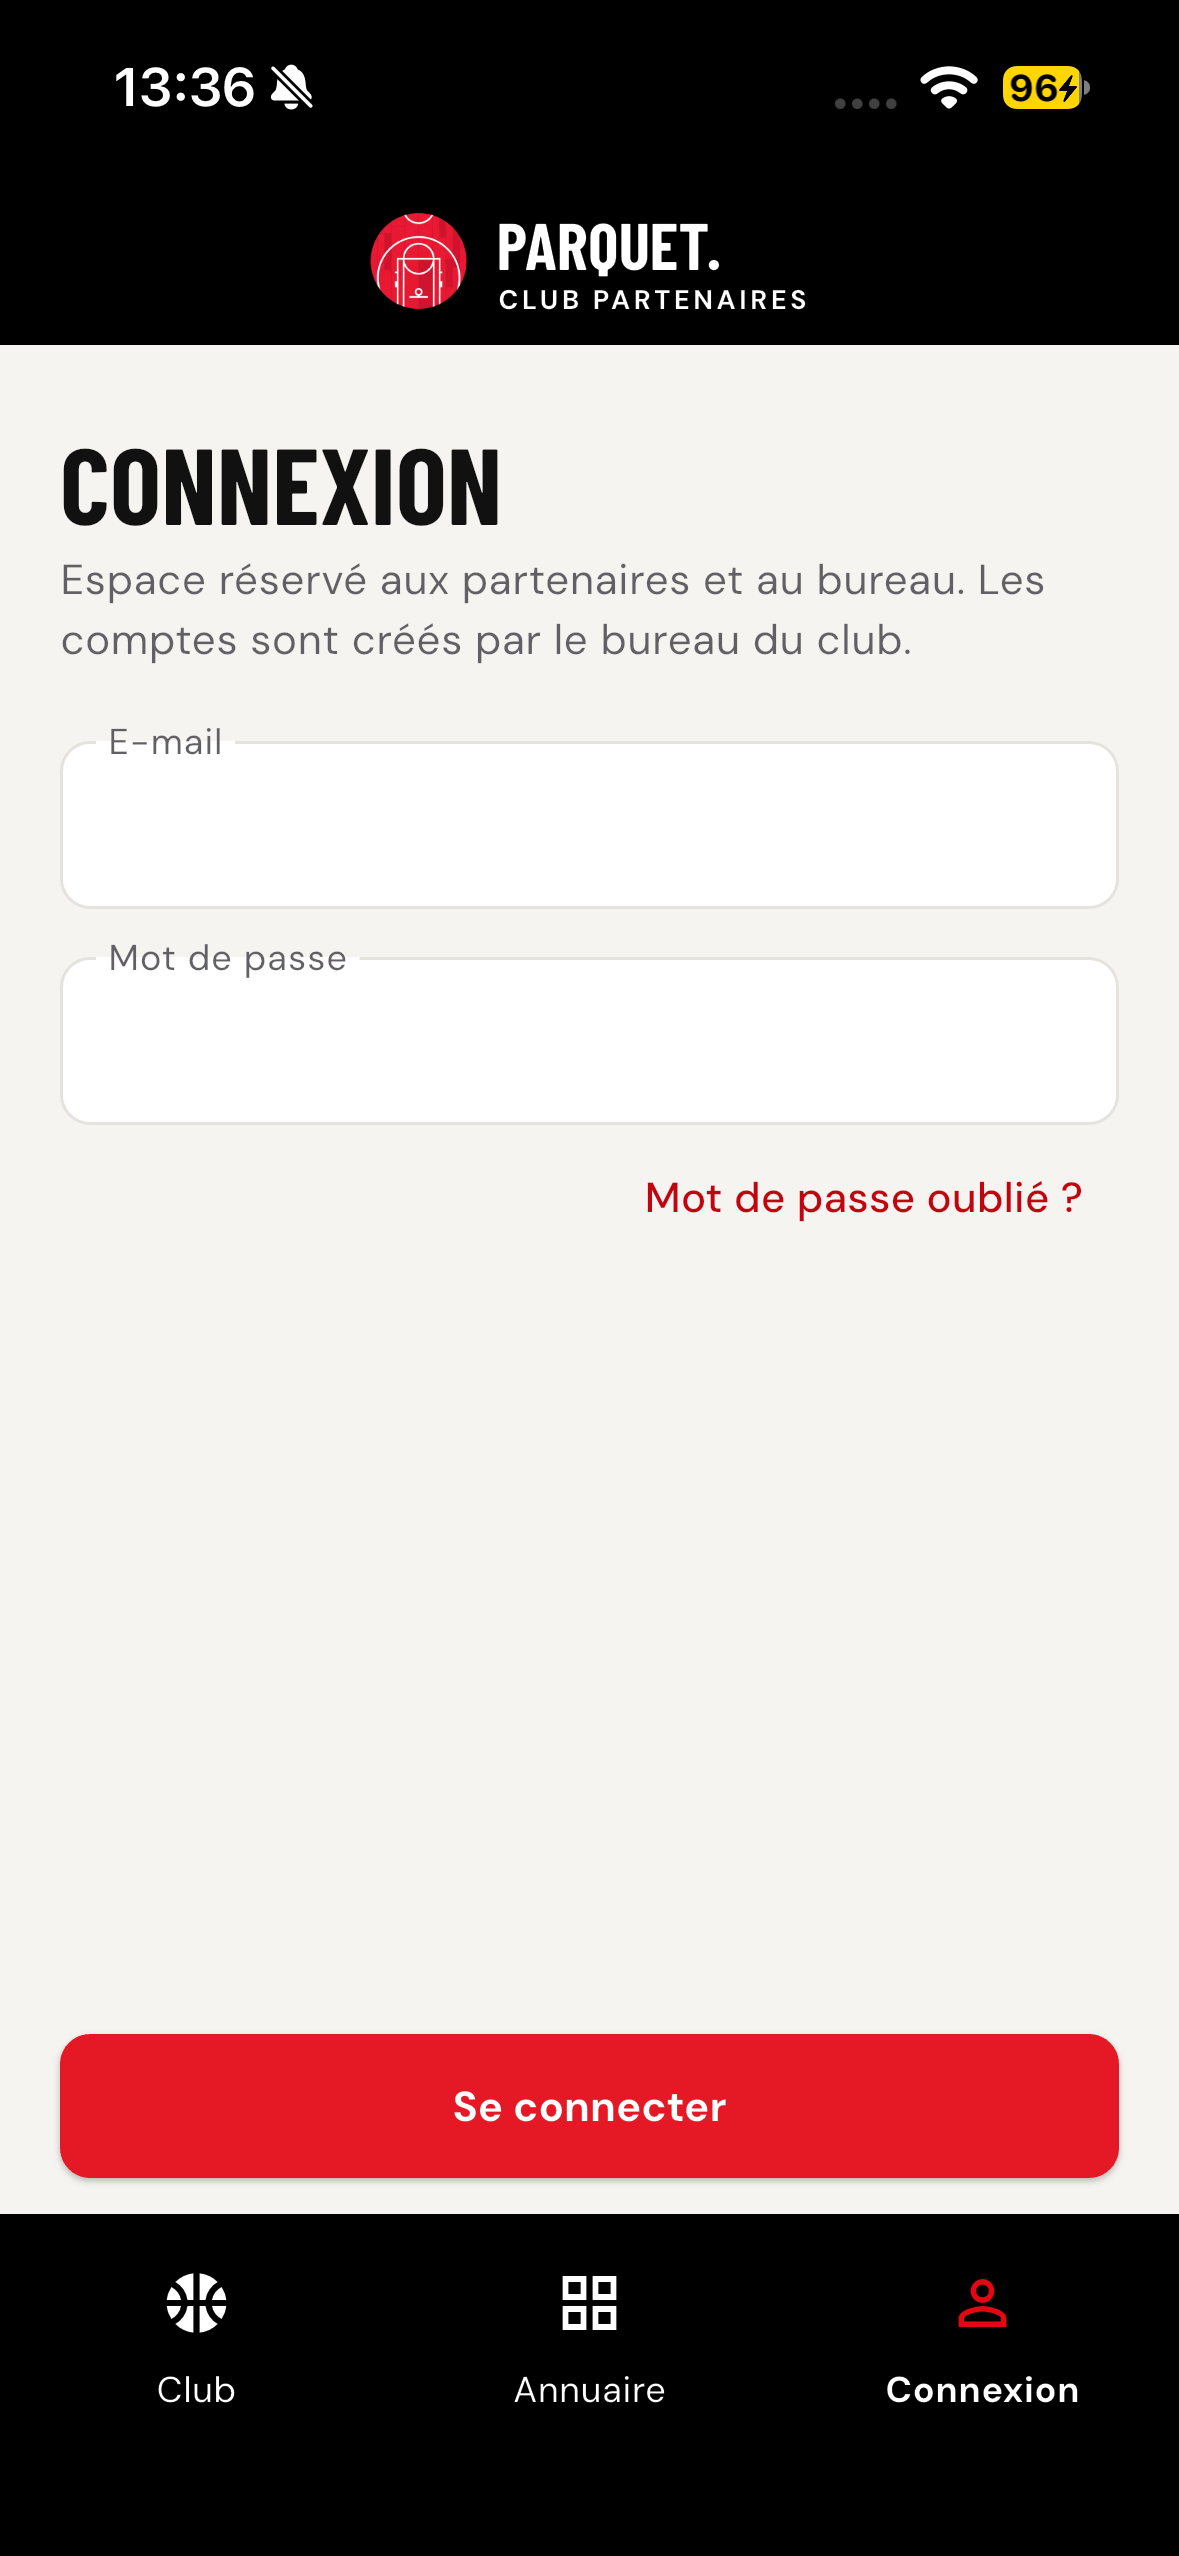 13:36
96
PARQUET.
CLUB PARTENAIRES
CONNEXION
Espace réservé aux partenaires et au bureau. Les
comptes sont créés par le bureau du club.
E-mail
Mot de passe
Mot de passe oublié ?
Se connecter
Club
Annuaire
Connexion